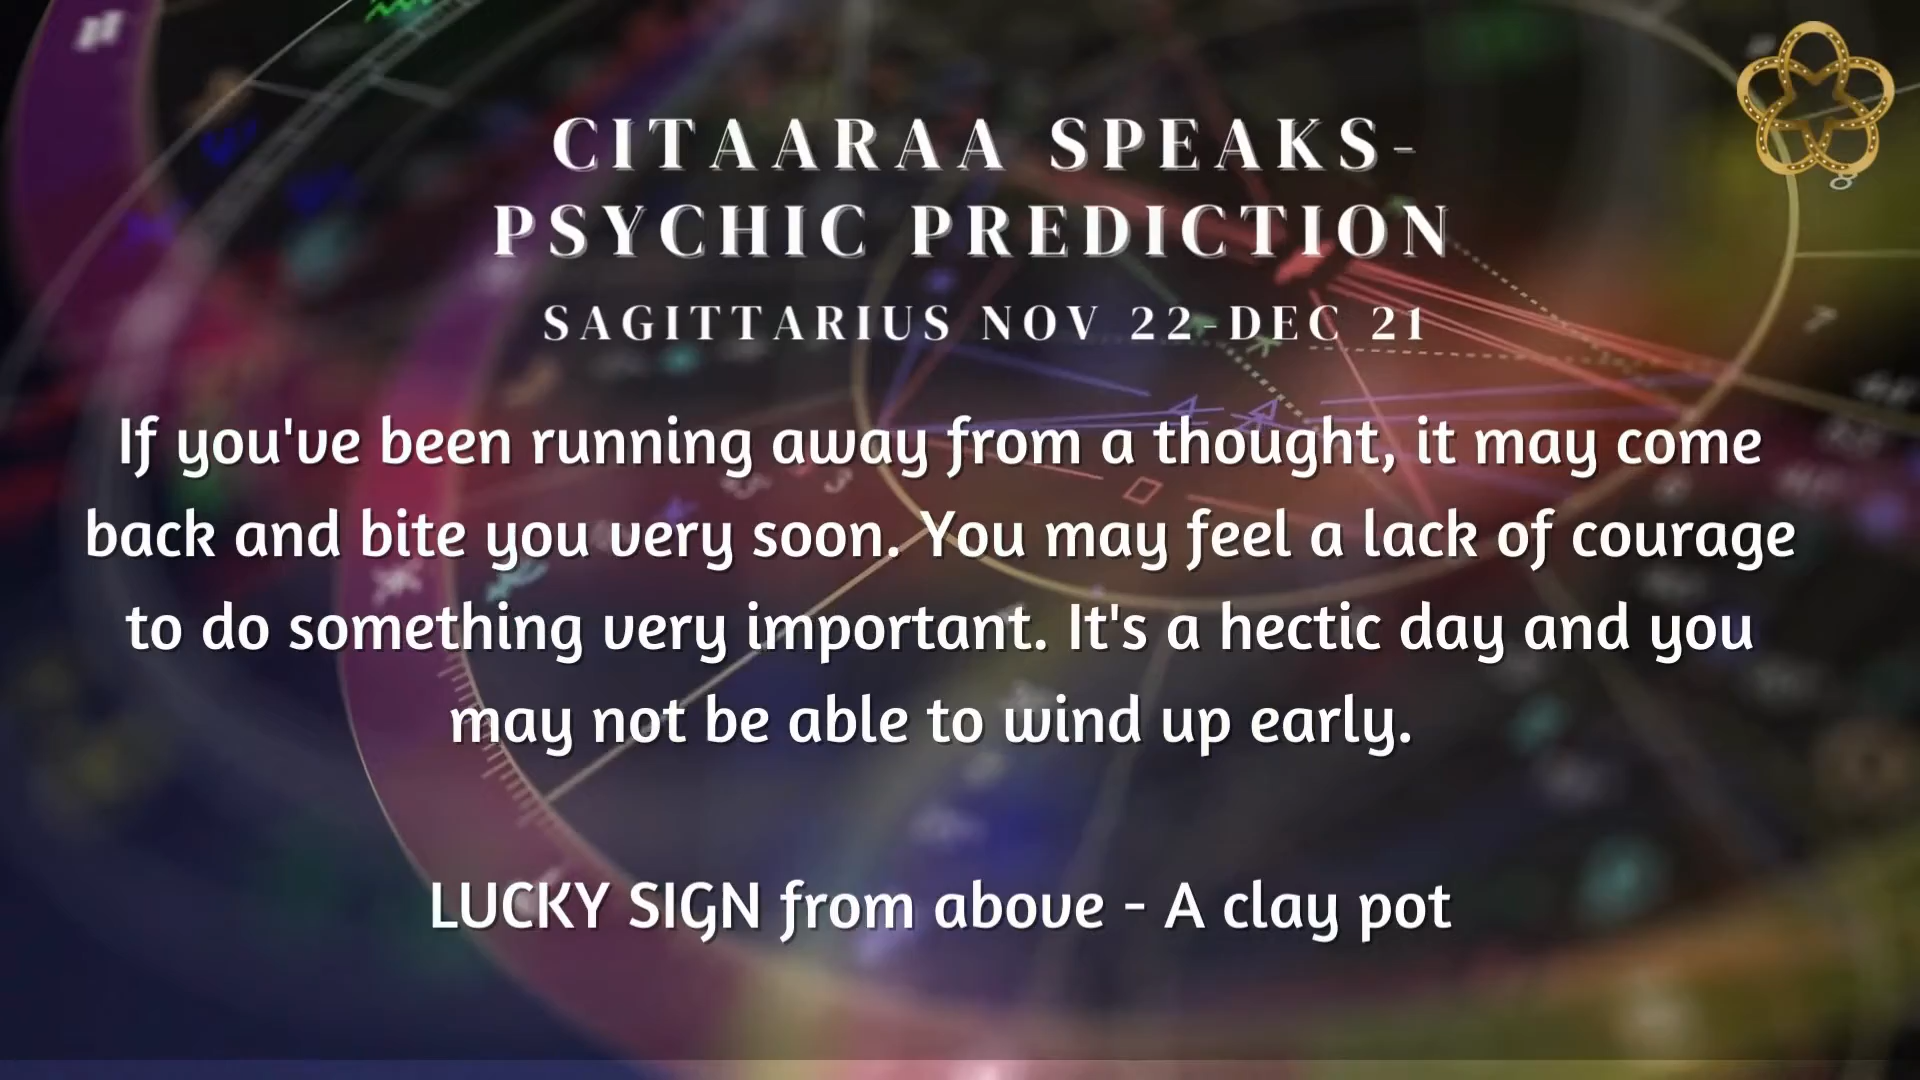 CITAARAA SPEAKS-
PSYCHIC PREDICTION
SAGITTARIUS NOV 22-DEC 21
If you've been running away from a thought, it may come
back and bite you very soon. You may feel a lack of courage
to do something very important. It's a hectic day and you
may not be able to wind up early.
LUCKY SIGN from above - A clay pot